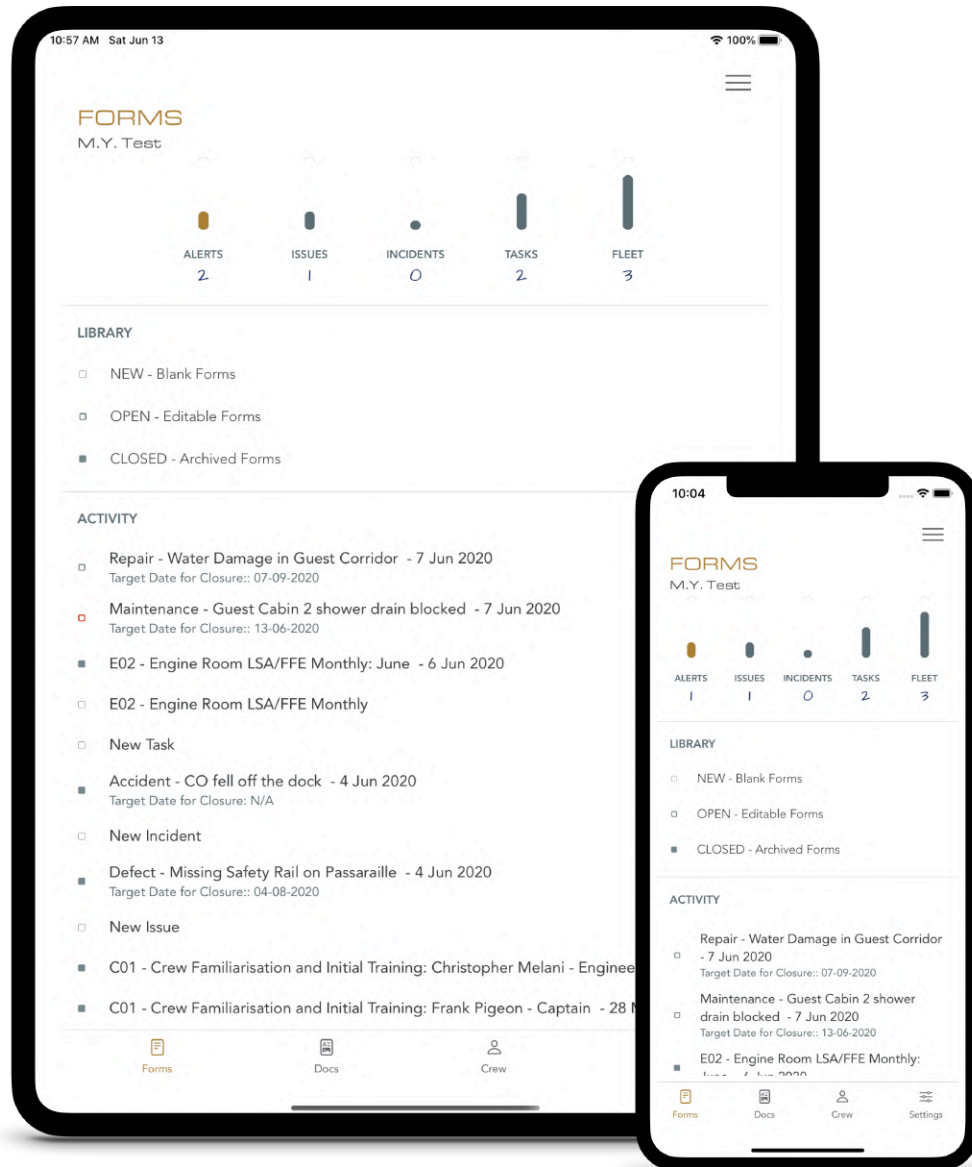 10:57 AM Sat Jun 13
100%
FORMS
M.Y. Test
ALERTS ISSUES INCIDENTS TASKS FLEET
2 1 0 2 3
LIBRARY
NEW - Blank Forms
OPEN - Editable Forms
CLOSED - Archived Forms
ACTIVITY
Repair - Water Damage in Guest Corridor - 7 Jun 2020
Target Date for Closure:: 07-09-2020
Maintenance - Guest Cabin 2 shower drain blocked - 7 Jun 2020
Target Date for Closure:: 13-06-2020
E02 - Engine Room LSA/FFE Monthly: June - 6 Jun 2020
E02 - Engine Room LSA/FFE Monthly
New Task
Accident - CO fell off the dock - 4 Jun 2020
Target Date for Closure: N/A
New Incident
Defect - Missing Safety Rail on Passaraille - 4 Jun 2020
Target Date for Closure:: 04-08-2020
New Issue
C01 - Crew Familiarisation and Initial Training: Christopher Melani - Enginee
C01 - Crew Familiarisation and Initial Training: Frank Pigeon - Captain - 28
Forms Docs Crew
10:04
FORMS
M.Y. Test
ALERTS ISSUES INCIDENTS TASKS FLEET
1 1 0 2 3
LIBRARY
NEW - Blank Forms
OPEN - Editable Forms
CLOSED - Archived Forms
ACTIVITY
Repair - Water Damage in Guest Corridor
- 7 Jun 2020
Target Date for Closure:: 07-09-2020
Maintenance - Guest Cabin 2 shower
drain blocked - 7 Jun 2020
Target Date for Closure:: 13-06-2020
E02 - Engine Room LSA/FFE Monthly:
Forms Docs Crew Settings